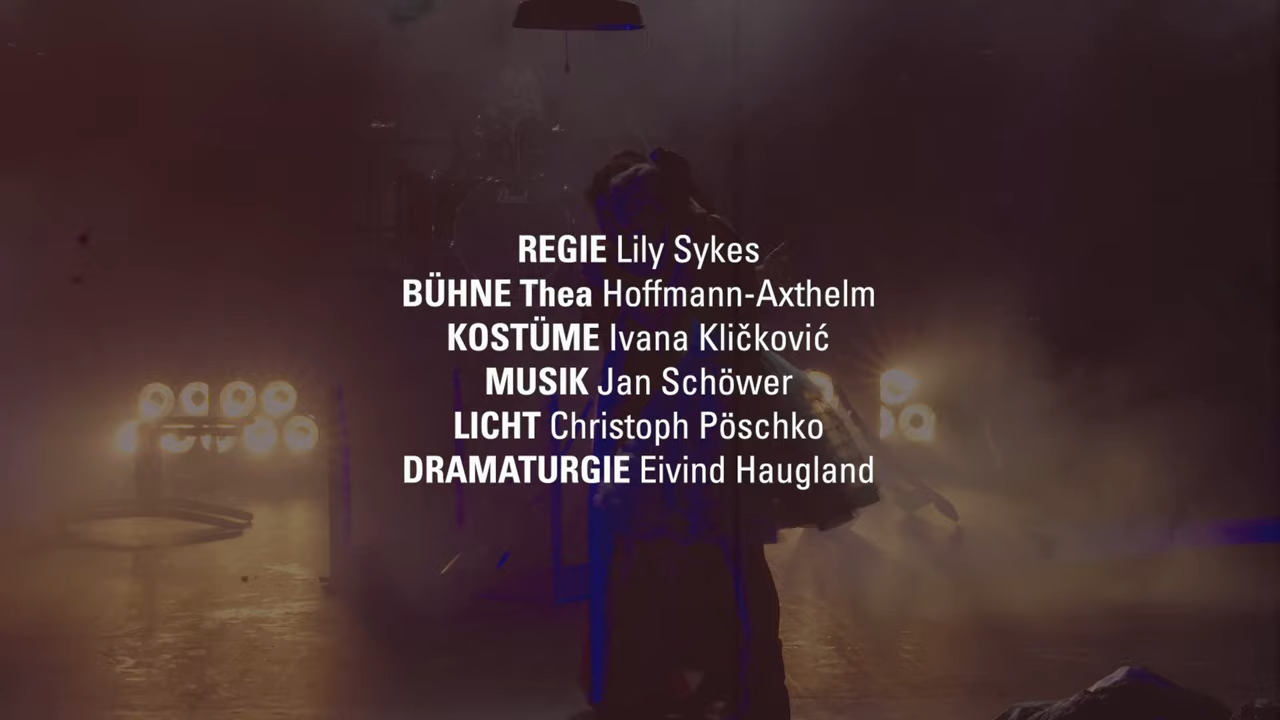 REGIE Lily Sykes
BÜHNE Thea Hoffmann-Axthelm
KOSTÜME Ivana Kličković
MUSIK Jan Schöwer
LICHT Christoph Pöschko
DRAMATURGIE Eivind Haugland